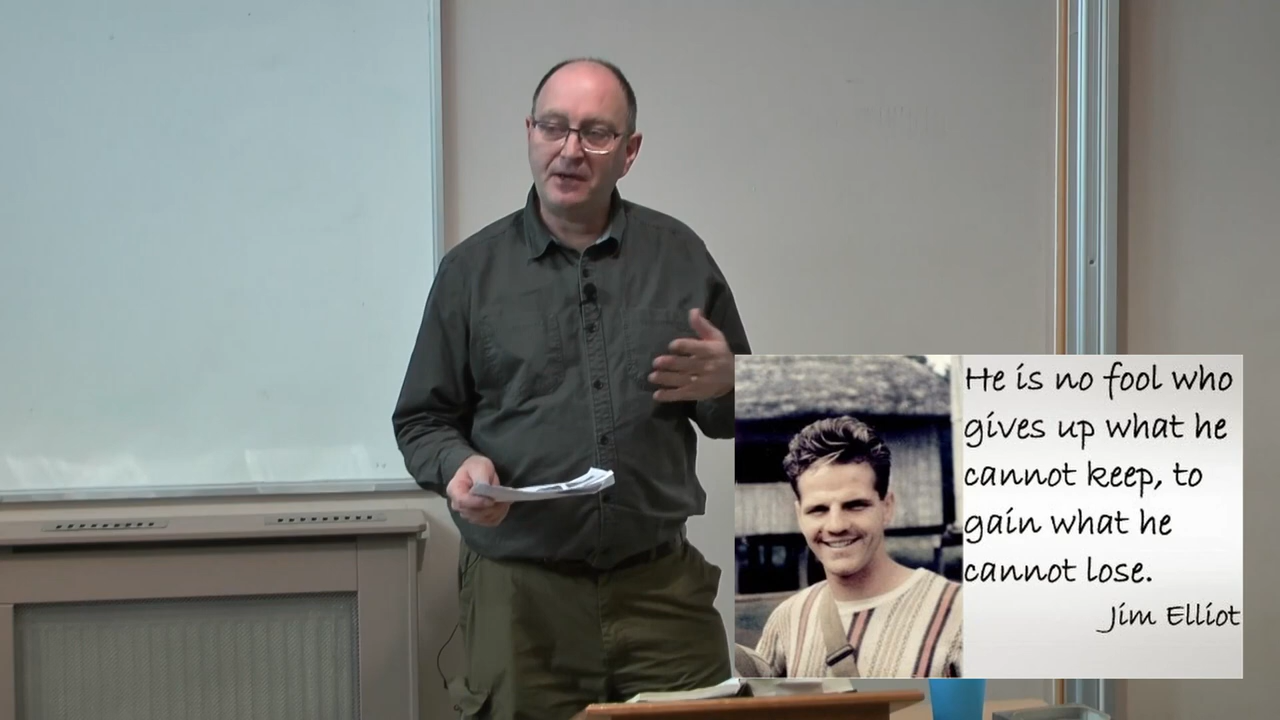 He is no fool who
gives up what he
cannot keep, to
gain what he
cannot lose.
Jim Elliot